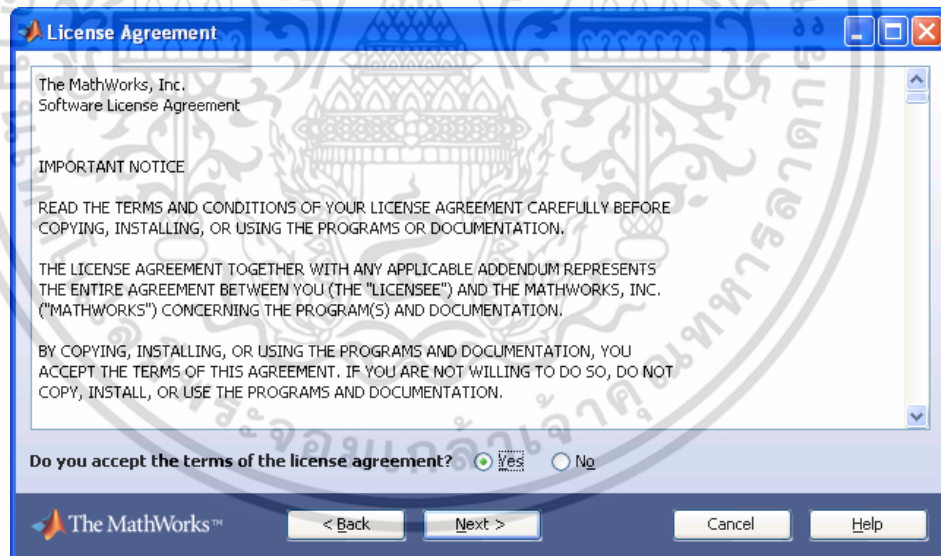 License Agreement
The MathWorks, Inc.
Software License Agreement
IMPORTANT NOTICE
READ THE TERMS AND CONDITIONS OF YOUR LICENSE AGREEMENT CAREFULLY BEFORE
COPYING, INSTALLING, OR USING THE PROGRAMS OR DOCUMENTATION.
THE LICENSE AGREEMENT TOGETHER WITH ANY APPLICABLE ADDENDUM REPRESENTS
THE ENTIRE AGREEMENT BETWEEN YOU (THE "LICENSEE") AND THE MATHWORKS, INC.
("MATHWORKS") CONCERNING THE PROGRAM(S) AND DOCUMENTATION.
BY COPYING, INSTALLING, OR USING THE PROGRAMS AND DOCUMENTATION, YOU
ACCEPT THE TERMS OF THIS AGREEMENT. IF YOU ARE NOT WILLING TO DO SO, DO NOT
COPY, INSTALL, OR USE THE PROGRAMS AND DOCUMENTATION.
Do you accept the terms of the license agreement? Yes No
The MathWorks™ < Back Next > Cancel Help